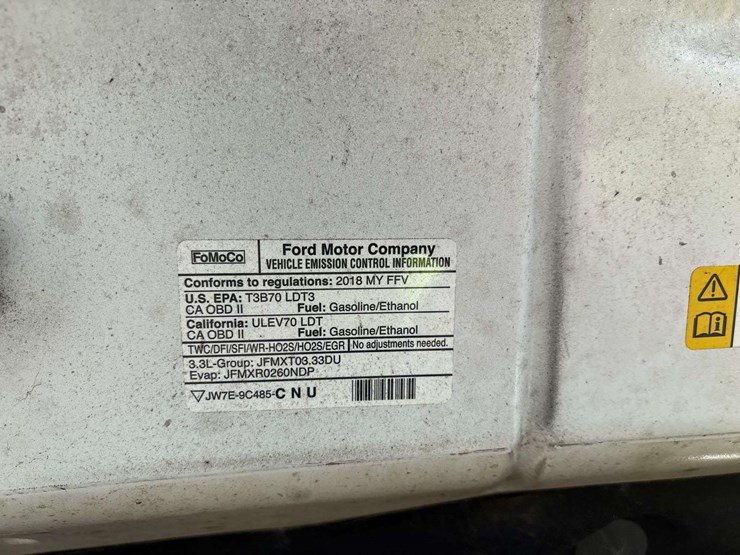 FoMoCo
Ford Motor Company
VEHICLE EMISSION CONTROL INFORMATION
Conforms to regulations: 2018 MY FFV
U.S. EPA: T3B70 LDT3
CA OBD II Fuel: Gasoline/Ethanol
California: ULEV70 LDT
CA OBD II Fuel: Gasoline/Ethanol
TWC/DFI/SFI/WR-HO2S/HO2S/EGR No adjustments needed.
3.3L-Group: JFMXT03.33DU
Evap: JFMXR0260NDP
JW7E-9C485-C N U